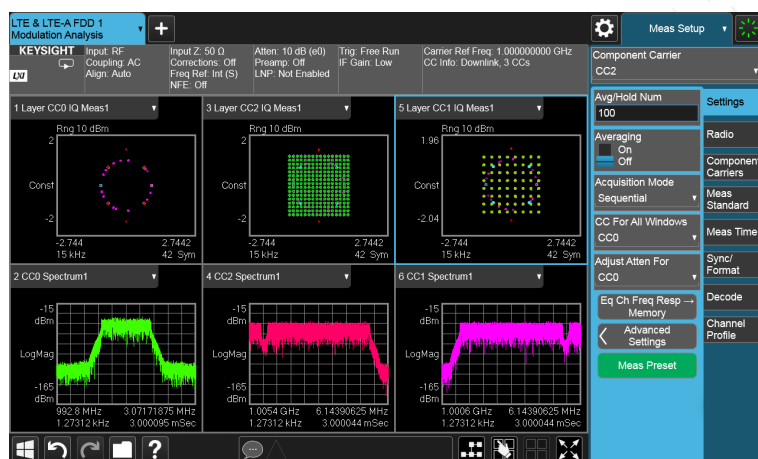 LTE & LTE-A FDD 1
Modulation Analysis
Meas Setup
KEYSIGHT
LXI
Input: RF
Coupling: AC
Align: Auto
Input Z: 50 Ω
Corrections: Off
Freq Ref: Int (S)
NFE: Off
Atten: 10 dB (e0)
Preamp: Off
LNP: Not Enabled
Trig: Free Run
IF Gain: Low
Carrier Ref Freq: 1.000000000 GHz
CC Info: Downlink, 3 CCs
Component Carrier
CC2
1 Layer CC0 IQ Meas1
Rng 10 dBm
2
Const
-2
-2.744
2.7442
15 kHz
42 Sym
3 Layer CC2 IQ Meas1
Rng 10 dBm
2
Const
-2
-2.744
2.7442
15 kHz
42 Sym
5 Layer CC1 IQ Meas1
Rng 10 dBm
1.96
Const
-2.04
-2.744
2.7442
15 kHz
42 Sym
2 CC0 Spectrum1
-15
dBm
LogMag
-165
dBm
992.8 MHz
3.07171875 MHz
1.27312 kHz
3.000095 mSec
4 CC2 Spectrum1
-15
dBm
LogMag
-165
dBm
1.0054 GHz
6.14390625 MHz
1.27312 kHz
3.000044 mSec
6 CC1 Spectrum1
-15
dBm
LogMag
-165
dBm
1.0006 GHz
6.14390625 MHz
1.27312 kHz
3.000044 mSec
Avg/Hold Num
100
Averaging
On
Off
Acquisition Mode
Sequential
CC For All Windows
CC0
Adjust Atten For
CC0
Eq Ch Freq Resp →
Memory
Advanced
Settings
Meas Preset
Settings
Radio
Component
Carriers
Meas
Standard
Meas Time
Sync/
Format
Decode
Channel
Profile
?